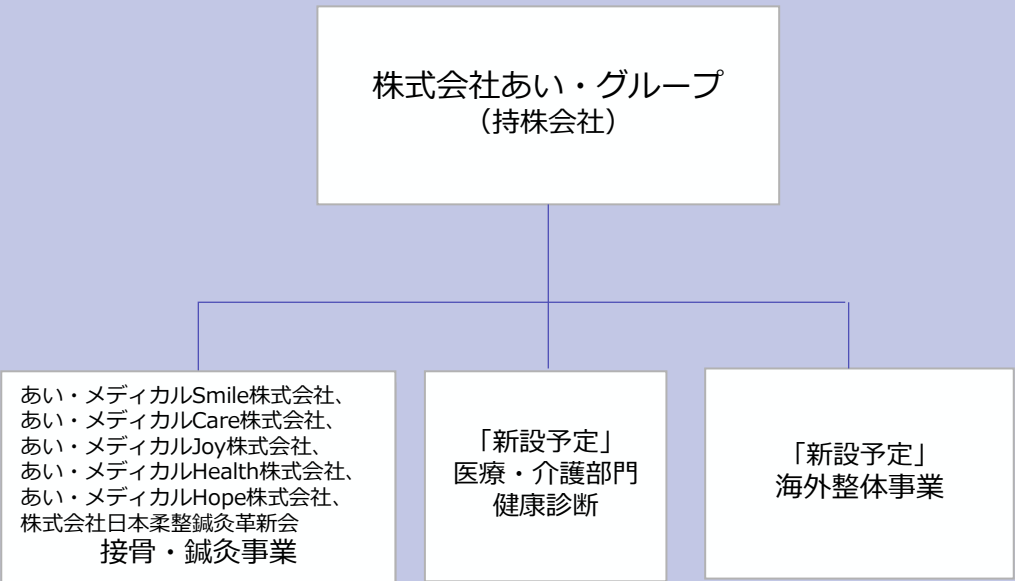 株式会社あい・グループ
（持株会社）
あい・メディカルSmile株式会社、
あい・メディカルCare株式会社、
あい・メディカルJoy株式会社、
あい・メディカルHealth株式会社、
あい・メディカルHope株式会社、
株式会社日本柔整鍼灸革新会
接骨・鍼灸事業
「新設予定」
医療・介護部門
健康診断
「新設予定」
海外整体事業